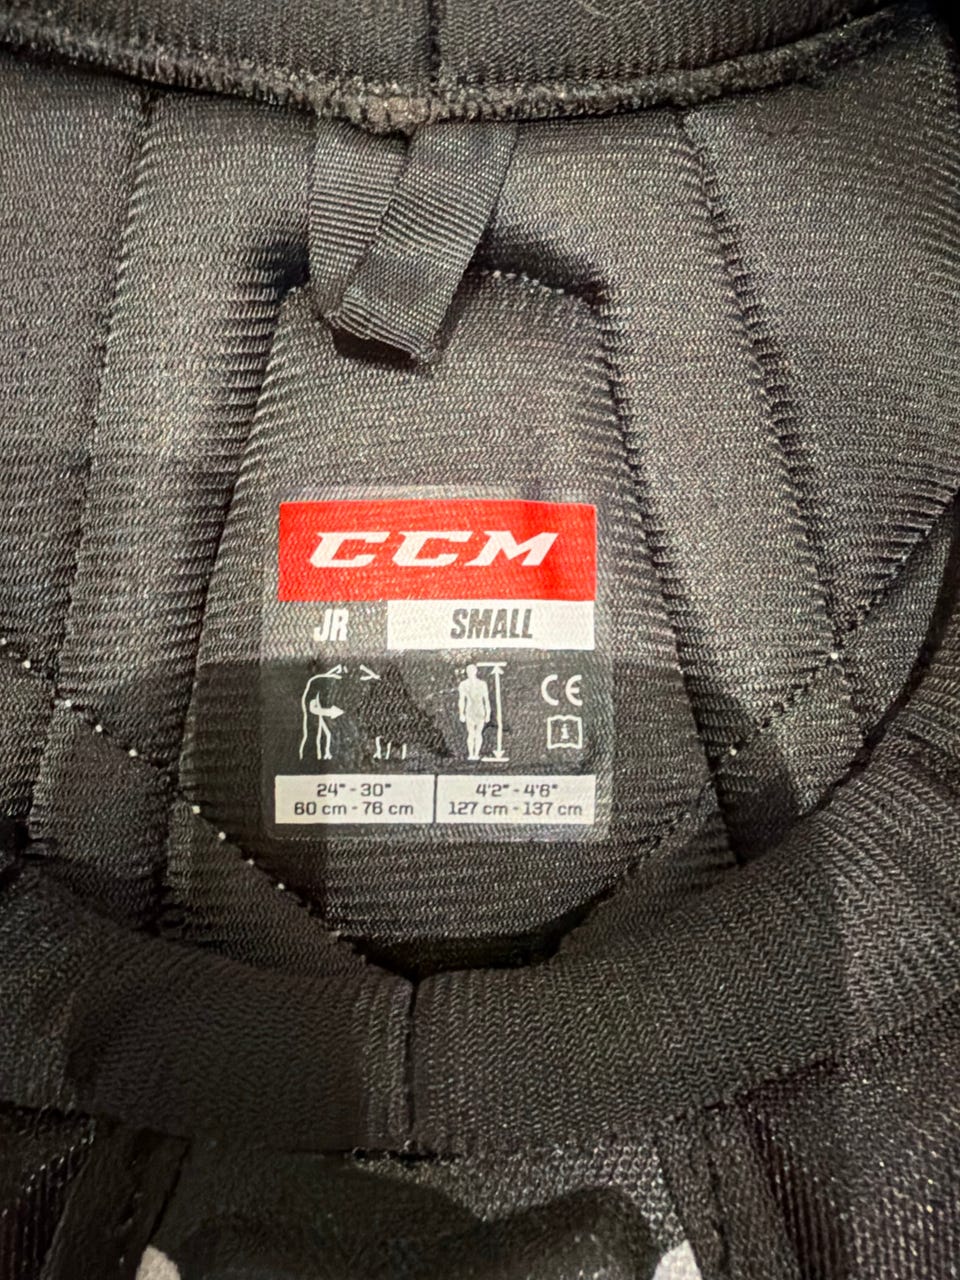 CCM
JR SMALL
CE
i
24" - 30"
60 cm - 76 cm
4'2" - 4'6"
127 cm - 137 cm